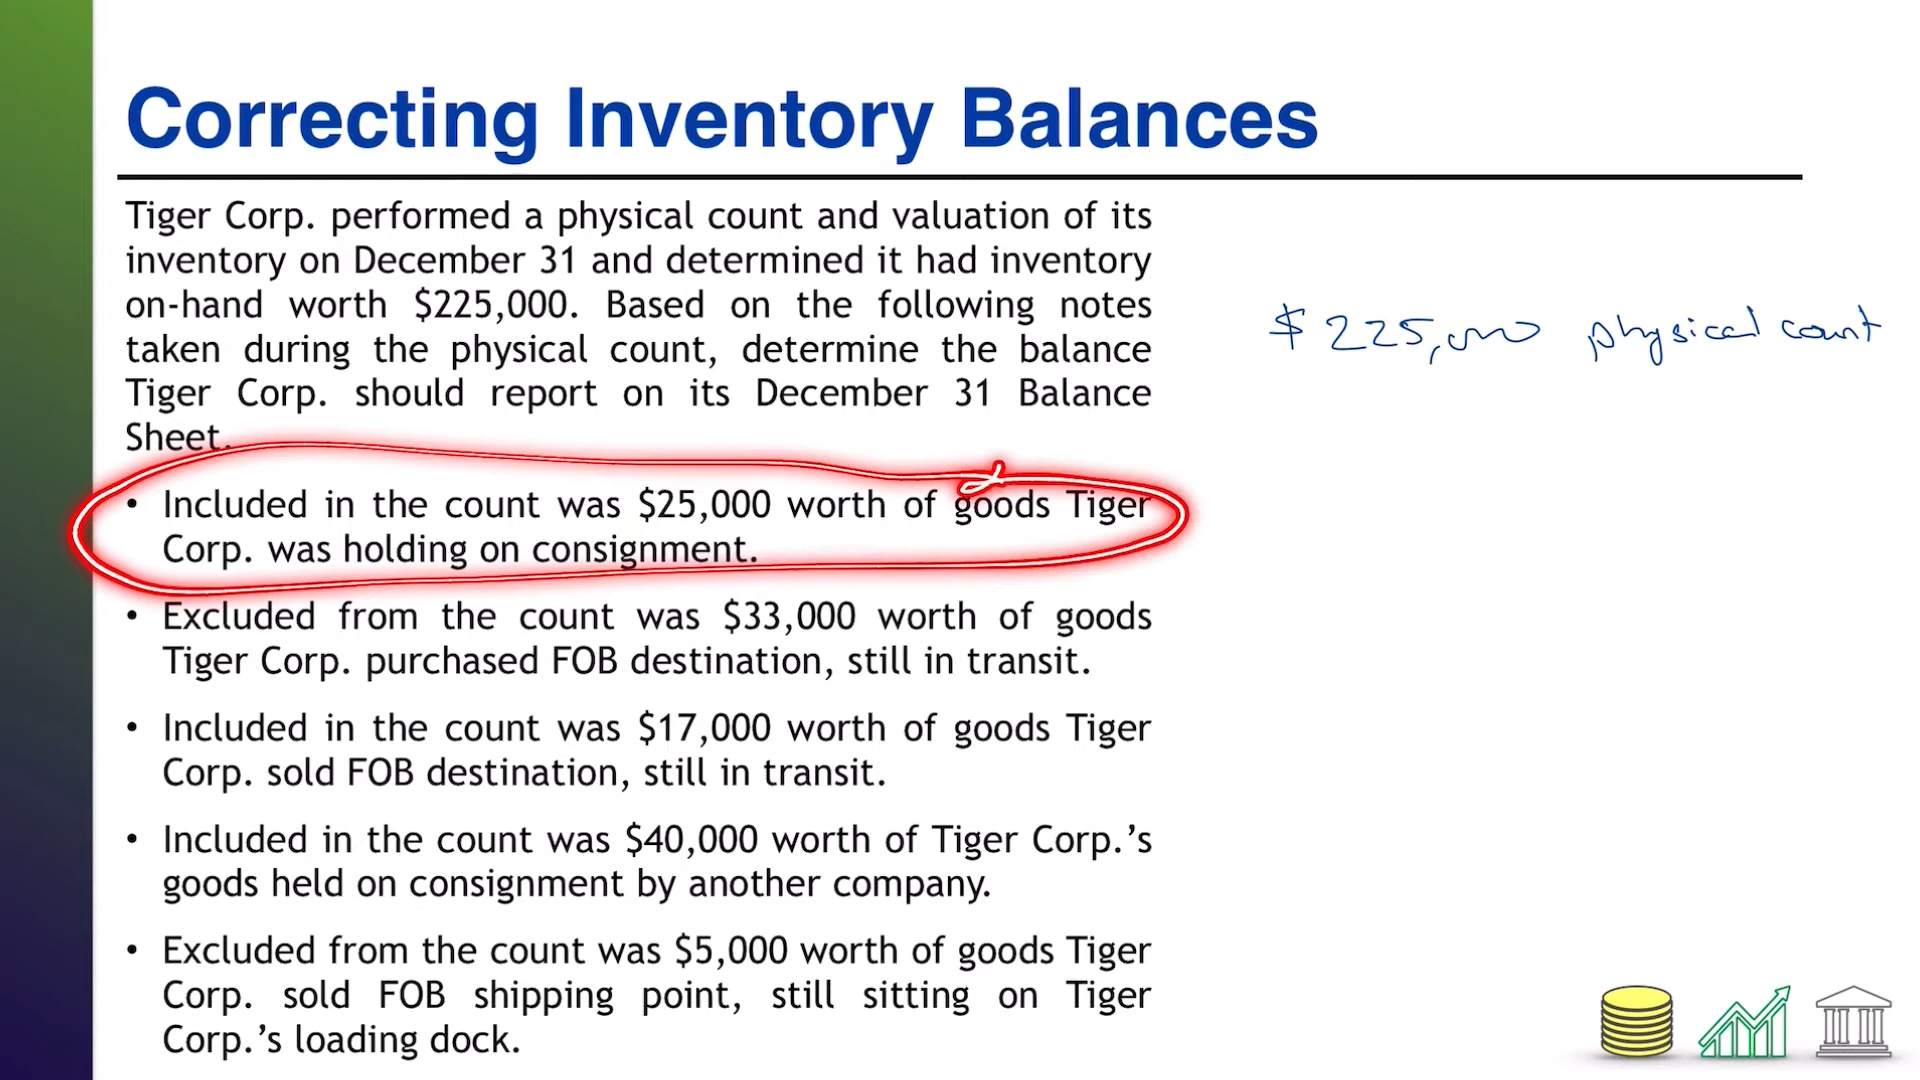 Correcting Inventory Balances
Tiger Corp. performed a physical count and valuation of its
inventory on December 31 and determined it had inventory
on-hand worth $225,000. Based on the following notes
taken during the physical count, determine the balance
Tiger Corp. should report on its December 31 Balance
Sheet.
$225,000 physical count
• Included in the count was $25,000 worth of goods Tiger
Corp. was holding on consignment.
• Excluded from the count was $33,000 worth of goods
Tiger Corp. purchased FOB destination, still in transit.
• Included in the count was $17,000 worth of goods Tiger
Corp. sold FOB destination, still in transit.
• Included in the count was $40,000 worth of Tiger Corp.’s
goods held on consignment by another company.
• Excluded from the count was $5,000 worth of goods Tiger
Corp. sold FOB shipping point, still sitting on Tiger
Corp.’s loading dock.